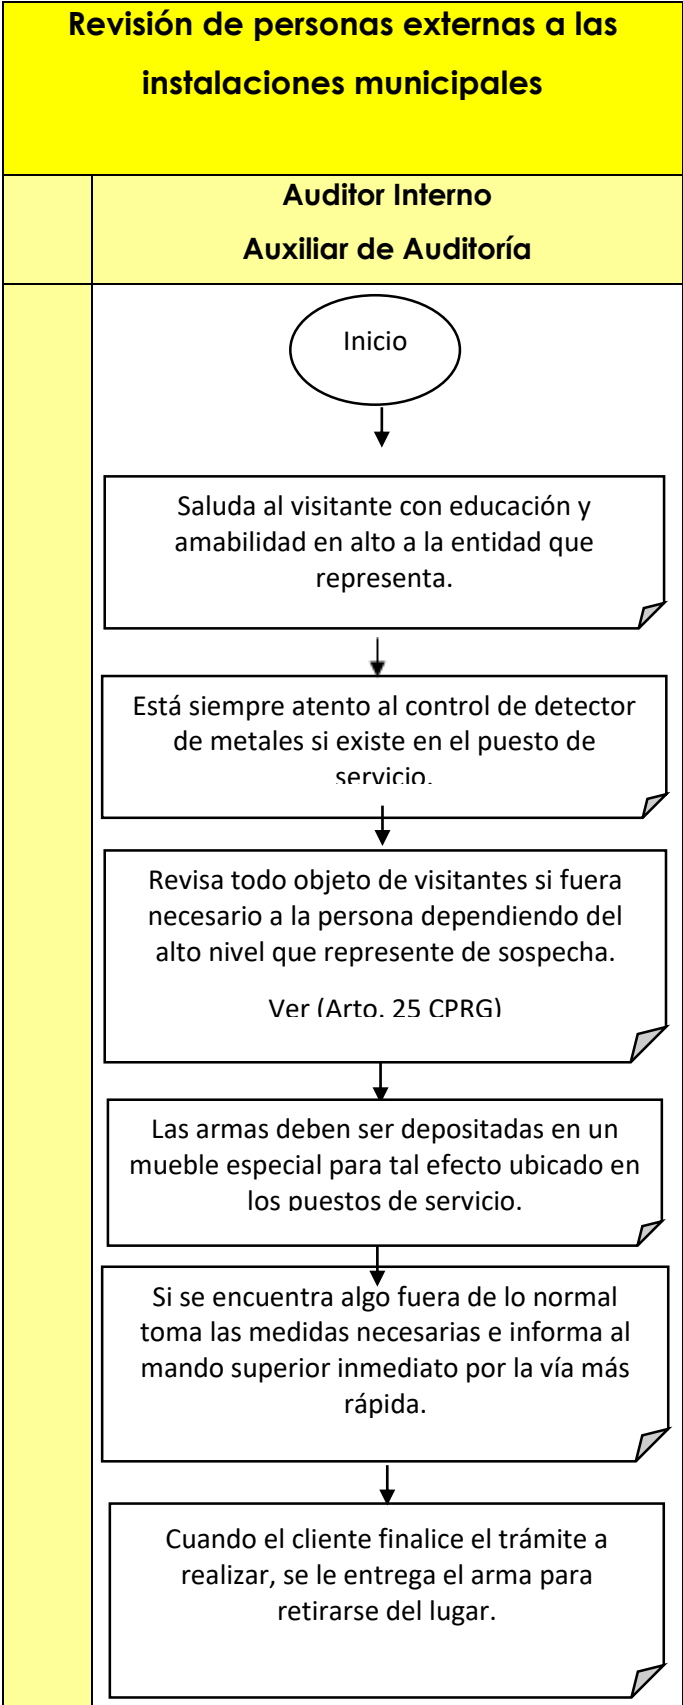 Revisión de personas externas a las
instalaciones municipales
Auditor Interno
Auxiliar de Auditoría
Inicio
Saluda al visitante con educación y
amabilidad en alto a la entidad que
representa.
Está siempre atento al control de detector
de metales si existe en el puesto de
servicio.
Revisa todo objeto de visitantes si fuera
necesario a la persona dependiendo del
alto nivel que represente de sospecha.
Ver (Arto. 25 CPRG)
Las armas deben ser depositadas en un
mueble especial para tal efecto ubicado en
los puestos de servicio.
Si se encuentra algo fuera de lo normal
toma las medidas necesarias e informa al
mando superior inmediato por la vía más
rápida.
Cuando el cliente finalice el trámite a
realizar, se le entrega el arma para
retirarse del lugar.